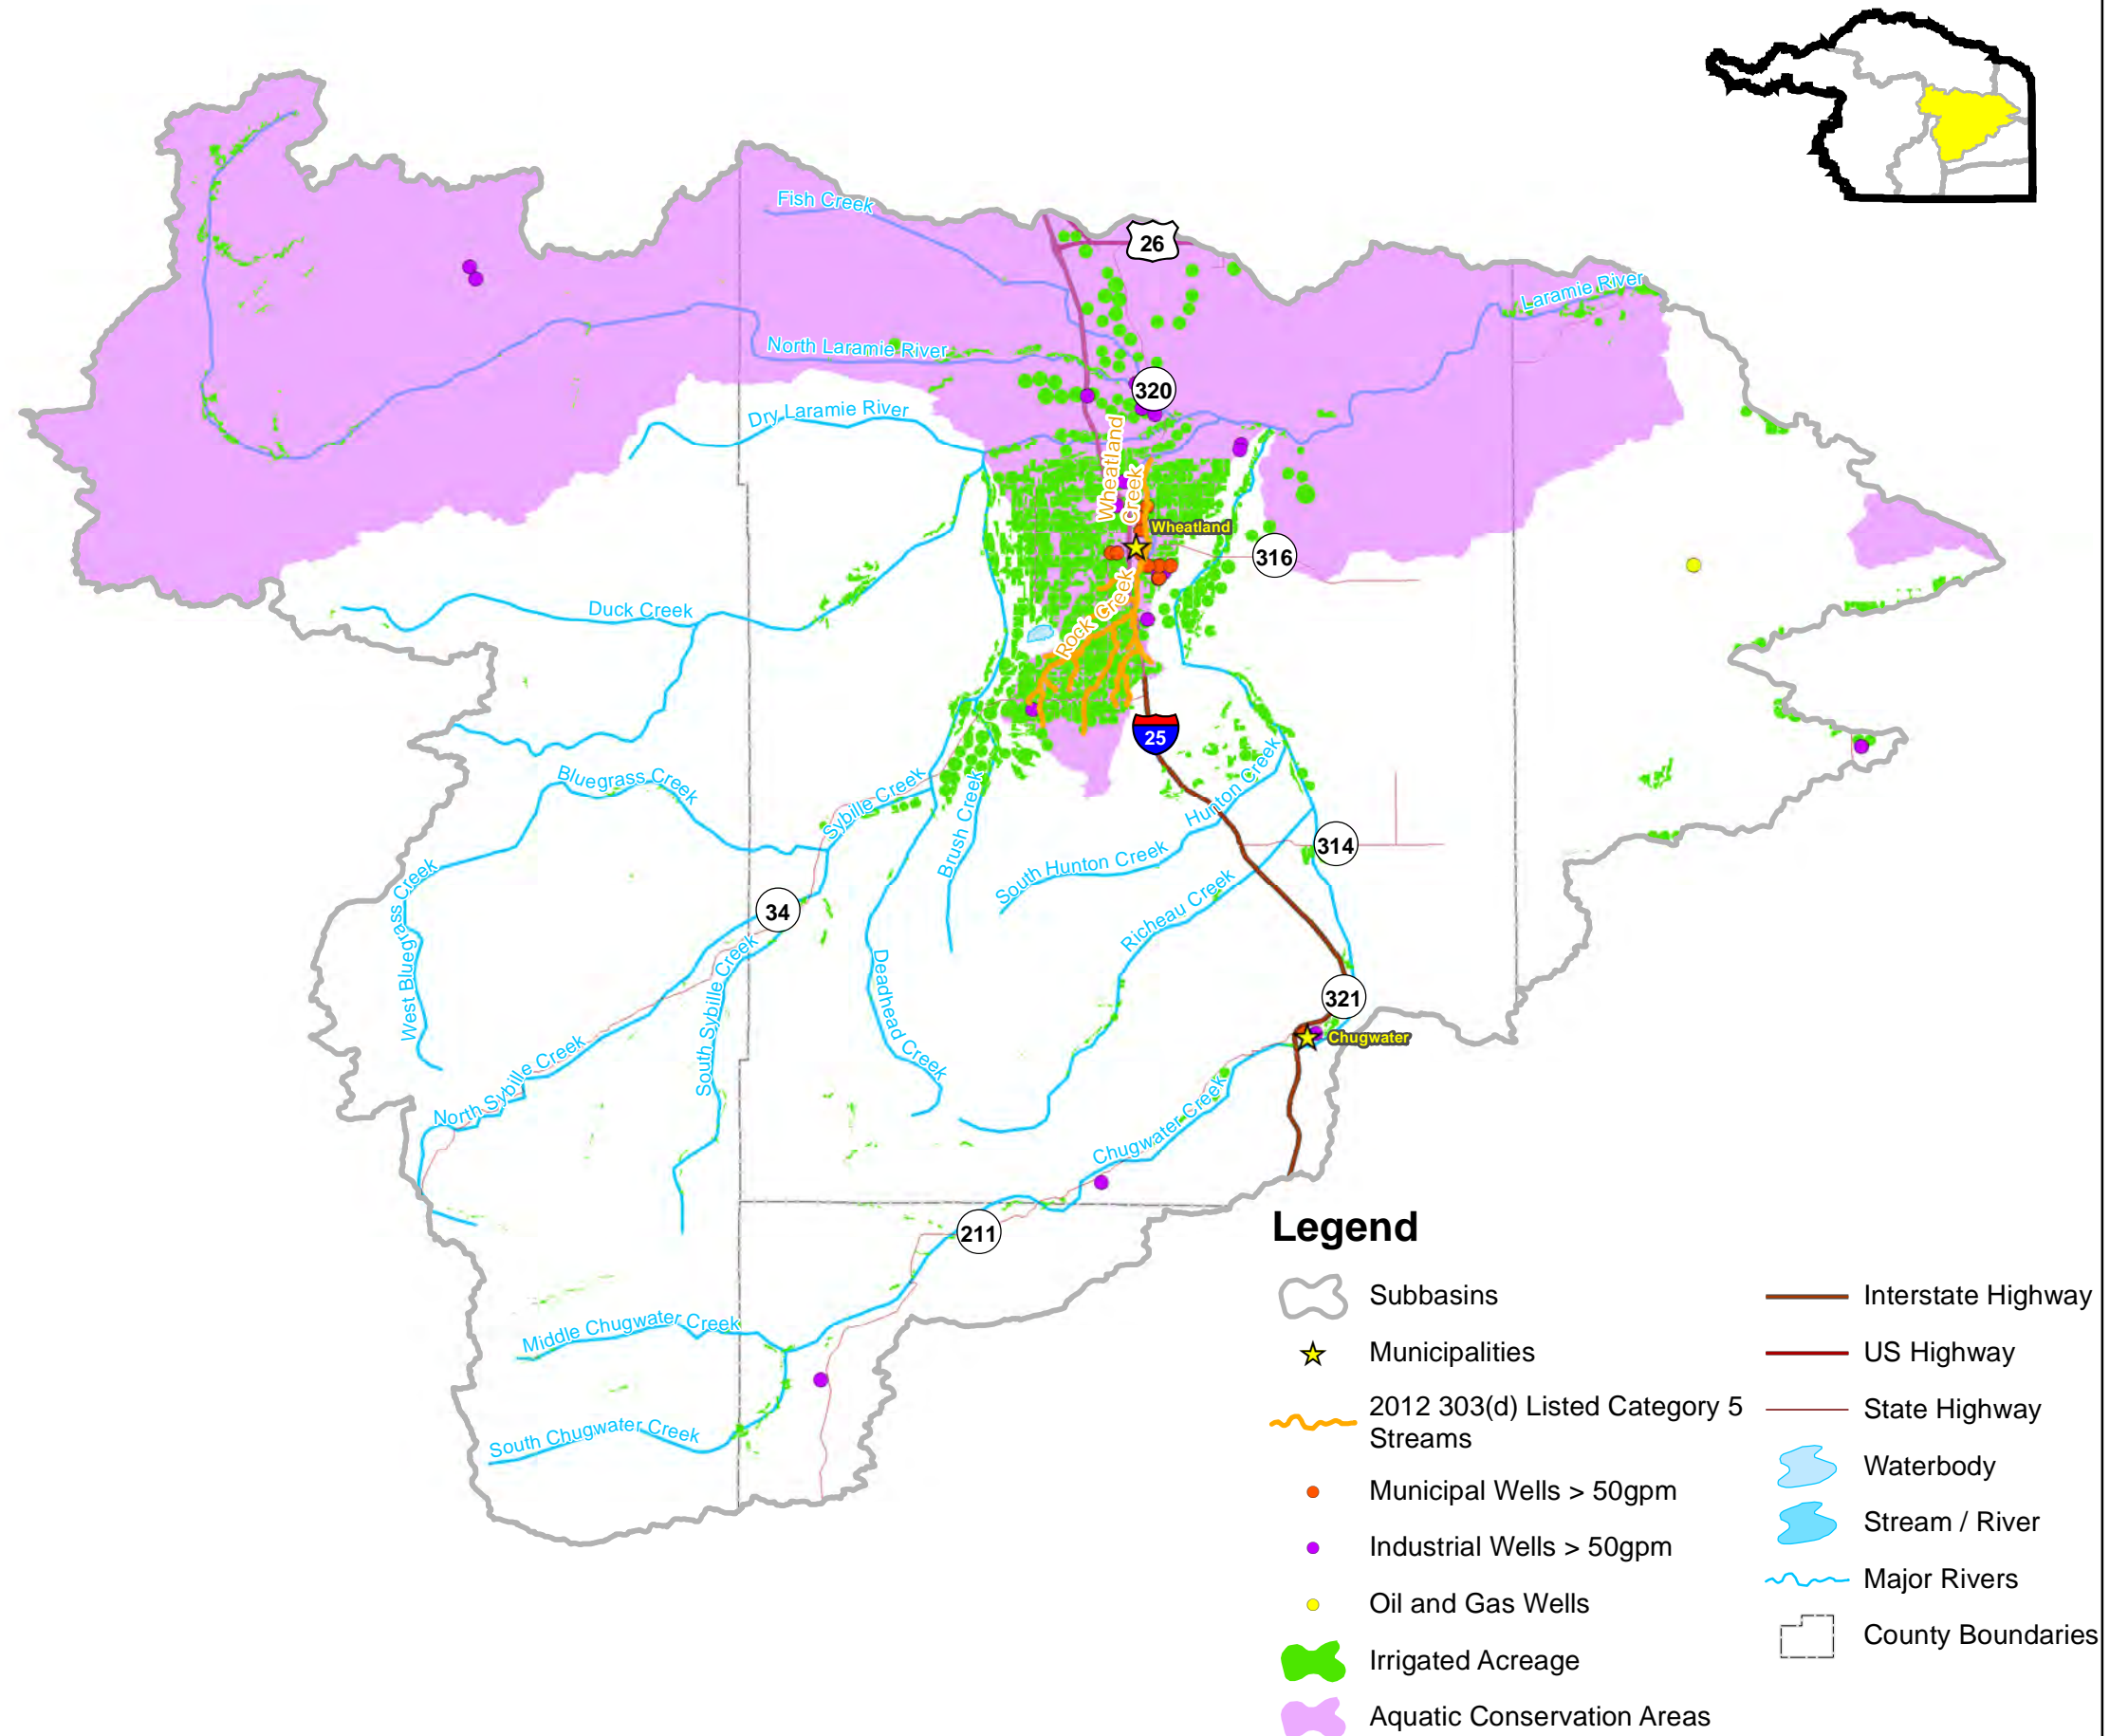 Fish Creek
26
Laramie River
North Laramie River
320
Dry Laramie River
Wheatland
Creek
Wheatland
316
Duck Creek
Rock Creek
25
Bluegrass Creek
Sybille Creek
Hunton Creek
Brush Creek
314
South Hunton Creek
West Bluegrass Creek
Richeau Creek
34
South Sybille Creek
Deadhead Creek
321
Chugwater
North Sybille Creek
Chugwater Creek
211
Middle Chugwater Creek
South Chugwater Creek
Legend
Subbasins
Municipalities
2012 303(d) Listed Category 5
Streams
Municipal Wells > 50gpm
Industrial Wells > 50gpm
Oil and Gas Wells
Irrigated Acreage
Aquatic Conservation Areas
Interstate Highway
US Highway
State Highway
Waterbody
Stream / River
Major Rivers
County Boundaries